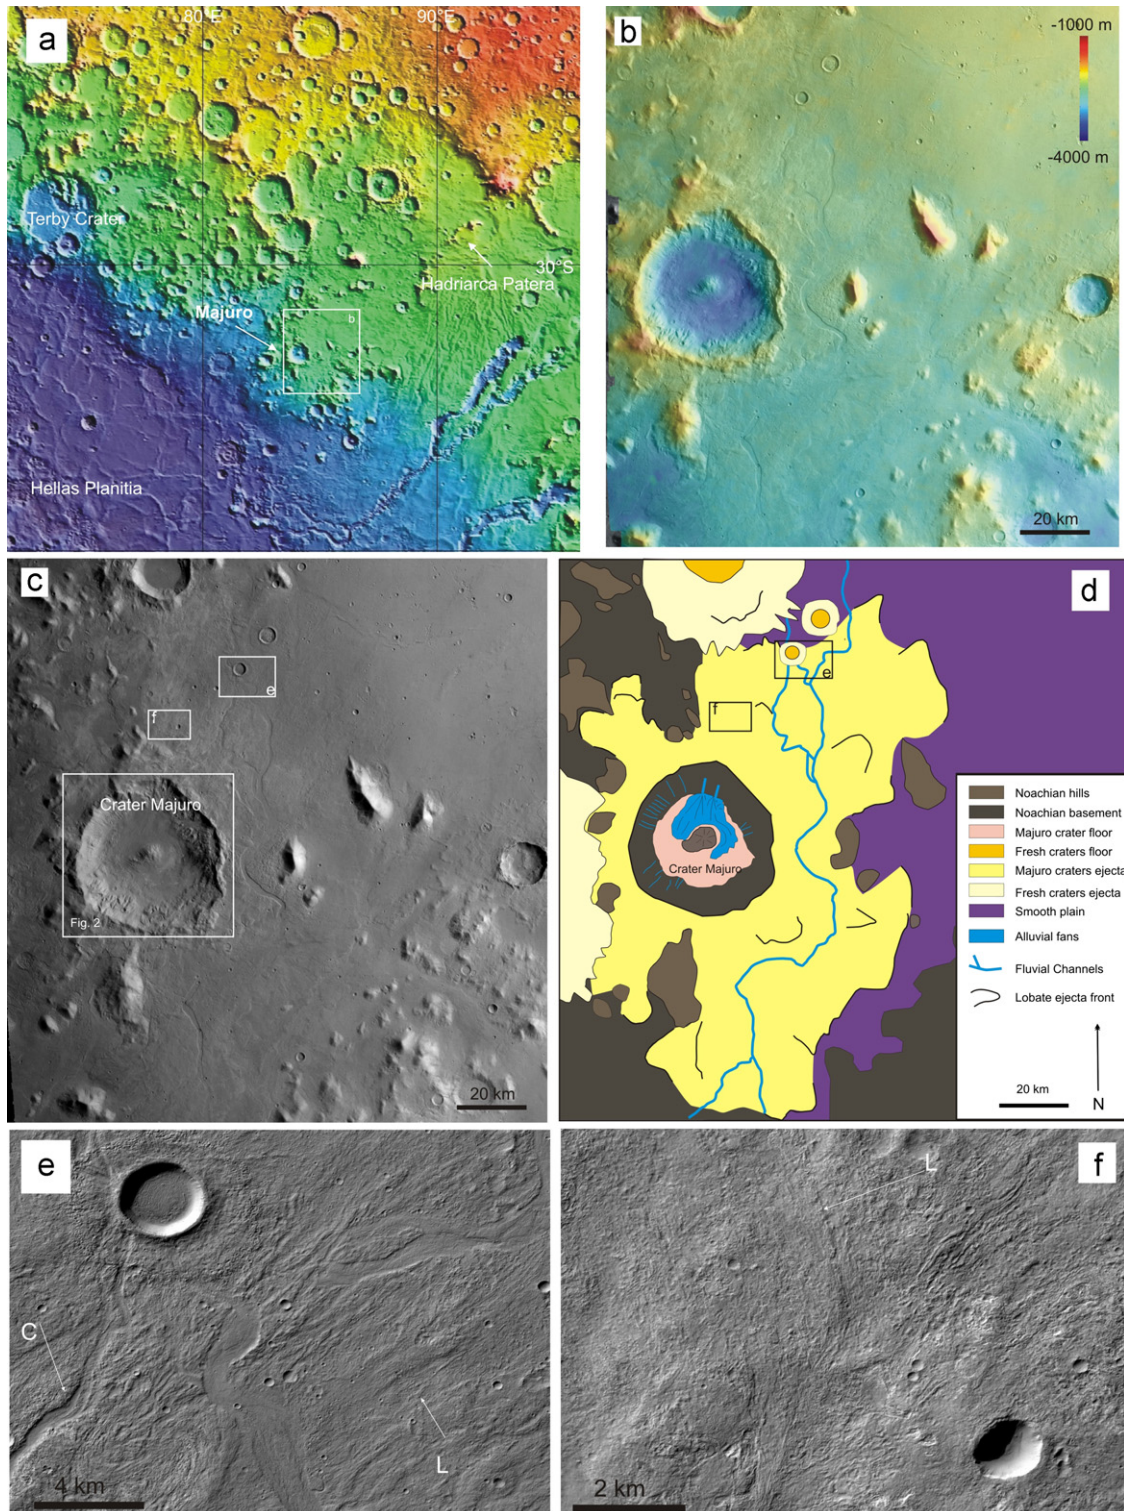 a
80°E
90°E
Terby Crater
30°S
Hadriarca Patera
Majuro
b
Hellas Planitia
b
-1000 m
-4000 m
20 km
c
e
f
Crater Majuro
Fig. 2
20 km
d
e
f
Crater Majuro
Noachian hills
Noachian basement
Majuro crater floor
Fresh craters floor
Majuro craters ejecta
Fresh craters ejecta
Smooth plain
Alluvial fans
Fluvial Channels
Lobate ejecta front
20 km
N
e
C
L
4 km
f
L
2 km